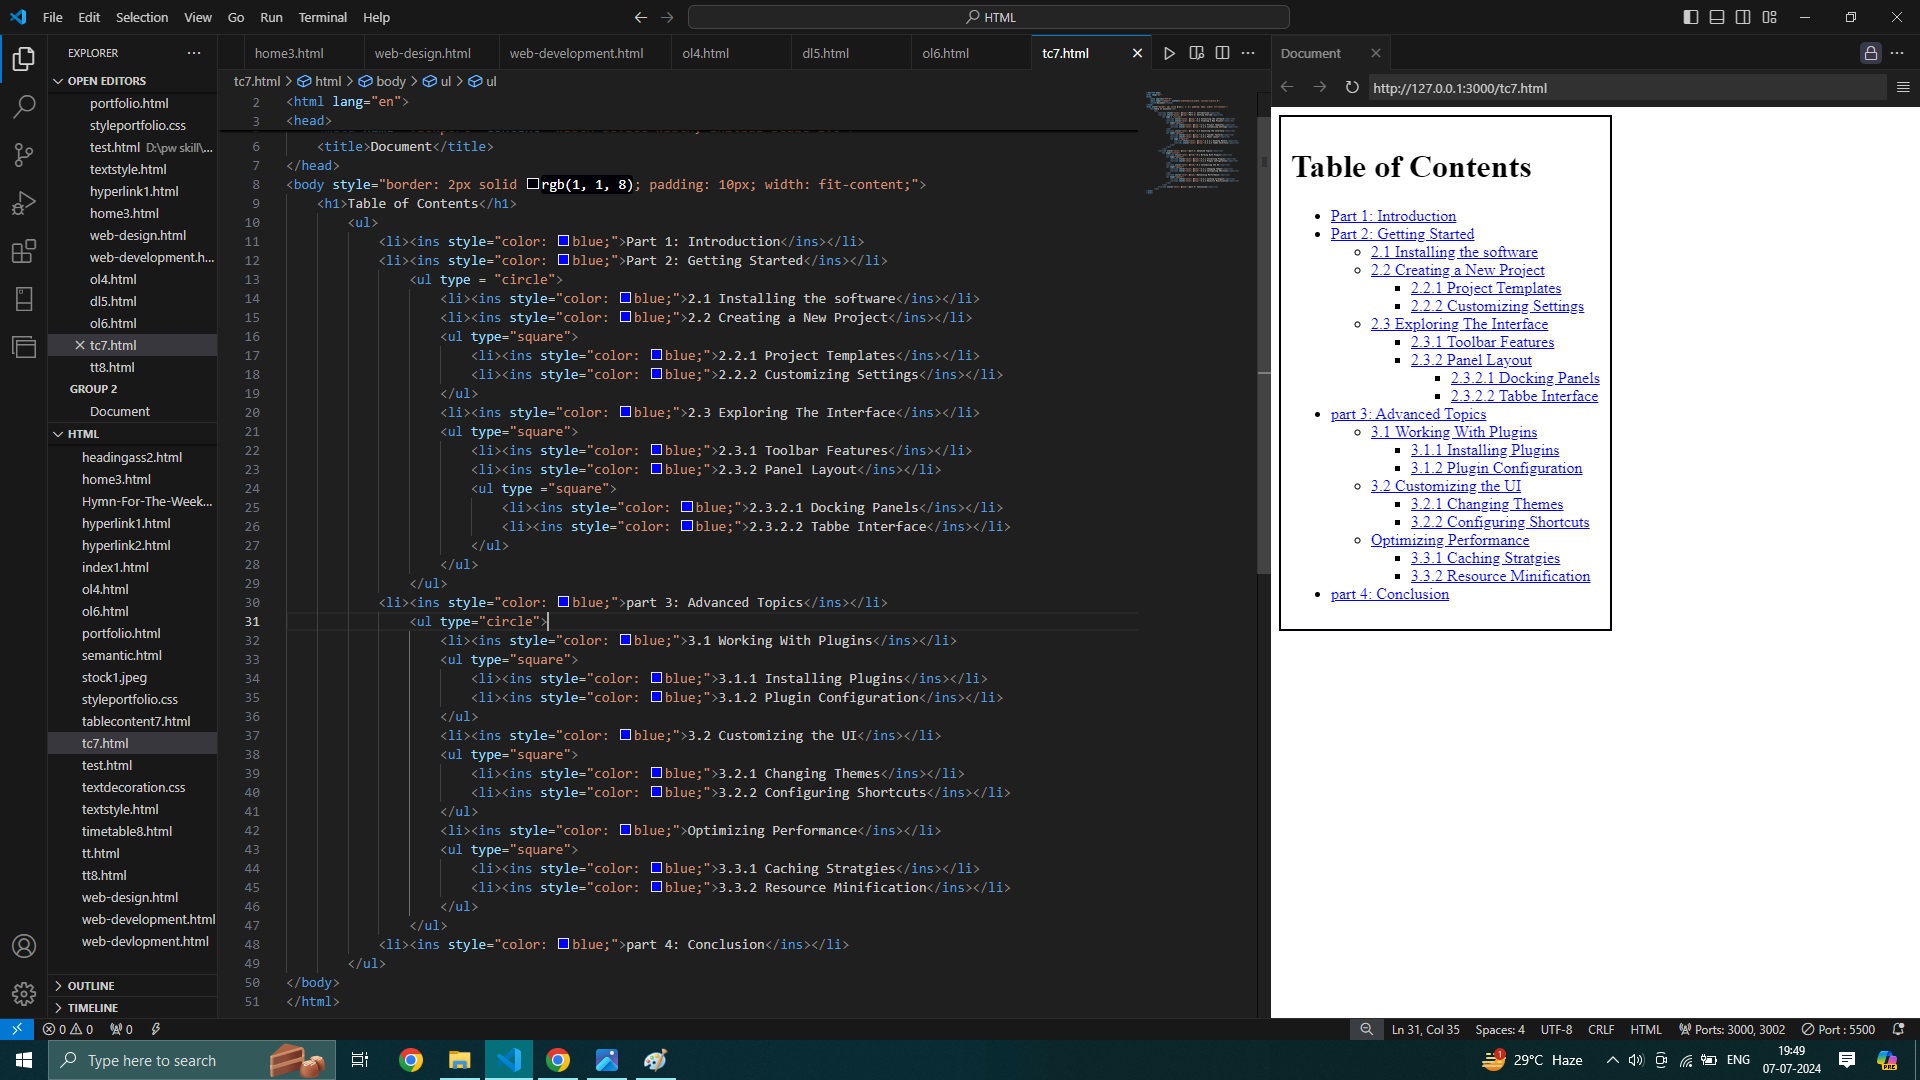 File Edit Selection View Go Run Terminal Help
HTML
EXPLORER
OPEN EDITORS
portfolio.html
styleportfolio.css
test.html D:\pw skill\...
textstyle.html
hyperlink1.html
home3.html
web-design.html
web-development.h...
ol4.html
dl5.html
ol6.html
tc7.html
tt8.html
GROUP 2
Document
HTML
headingass2.html
home3.html
Hymn-For-The-Week...
hyperlink1.html
hyperlink2.html
index1.html
ol4.html
ol6.html
portfolio.html
semantic.html
stock1.jpeg
styleportfolio.css
tablecontent7.html
tc7.html
test.html
textdecoration.css
textstyle.html
timetable8.html
tt.html
tt8.html
web-design.html
web-development.html
web-devlopment.html
OUTLINE
TIMELINE
home3.html web-design.html web-development.html ol4.html dl5.html ol6.html tc7.html
tc7.html > html > body > ul > ul
2 <html lang="en">
3 <head>
6 <title>Document</title>
7 </head>
8 <body style="border: 2px solid rgb(1, 1, 8); padding: 10px; width: fit-content;">
9 <h1>Table of Contents</h1>
10 <ul>
11 <li><ins style="color: blue;">Part 1: Introduction</ins></li>
12 <li><ins style="color: blue;">Part 2: Getting Started</ins></li>
13 <ul type = "circle">
14 <li><ins style="color: blue;">2.1 Installing the software</ins></li>
15 <li><ins style="color: blue;">2.2 Creating a New Project</ins></li>
16 <ul type="square">
17 <li><ins style="color: blue;">2.2.1 Project Templates</ins></li>
18 <li><ins style="color: blue;">2.2.2 Customizing Settings</ins></li>
19 </ul>
20 <li><ins style="color: blue;">2.3 Exploring The Interface</ins></li>
21 <ul type="square">
22 <li><ins style="color: blue;">2.3.1 Toolbar Features</ins></li>
23 <li><ins style="color: blue;">2.3.2 Panel Layout</ins></li>
24 <ul type ="square">
25 <li><ins style="color: blue;">2.3.2.1 Docking Panels</ins></li>
26 <li><ins style="color: blue;">2.3.2.2 Tabbe Interface</ins></li>
27 </ul>
28 </ul>
29 </ul>
30 <li><ins style="color: blue;">part 3: Advanced Topics</ins></li>
31 <ul type="circle">
32 <li><ins style="color: blue;">3.1 Working With Plugins</ins></li>
33 <ul type="square">
34 <li><ins style="color: blue;">3.1.1 Installing Plugins</ins></li>
35 <li><ins style="color: blue;">3.1.2 Plugin Configuration</ins></li>
36 </ul>
37 <li><ins style="color: blue;">3.2 Customizing the UI</ins></li>
38 <ul type="square">
39 <li><ins style="color: blue;">3.2.1 Changing Themes</ins></li>
40 <li><ins style="color: blue;">3.2.2 Configuring Shortcuts</ins></li>
41 </ul>
42 <li><ins style="color: blue;">Optimizing Performance</ins></li>
43 <ul type="square">
44 <li><ins style="color: blue;">3.3.1 Caching Stratgies</ins></li>
45 <li><ins style="color: blue;">3.3.2 Resource Minification</ins></li>
46 </ul>
47 </ul>
48 <li><ins style="color: blue;">part 4: Conclusion</ins></li>
49 </ul>
50 </body>
51 </html>
Document
http://127.0.0.1:3000/tc7.html
Table of Contents
Part 1: Introduction
Part 2: Getting Started
2.1 Installing the software
2.2 Creating a New Project
2.2.1 Project Templates
2.2.2 Customizing Settings
2.3 Exploring The Interface
2.3.1 Toolbar Features
2.3.2 Panel Layout
2.3.2.1 Docking Panels
2.3.2.2 Tabbe Interface
part 3: Advanced Topics
3.1 Working With Plugins
3.1.1 Installing Plugins
3.1.2 Plugin Configuration
3.2 Customizing the UI
3.2.1 Changing Themes
3.2.2 Configuring Shortcuts
Optimizing Performance
3.3.1 Caching Stratgies
3.3.2 Resource Minification
part 4: Conclusion
0 0 0 Ln 31, Col 35 Spaces: 4 UTF-8 CRLF HTML Ports: 3000, 3002 Port : 5500
Type here to search 1 29°C Haze ENG 19:49
07-07-2024